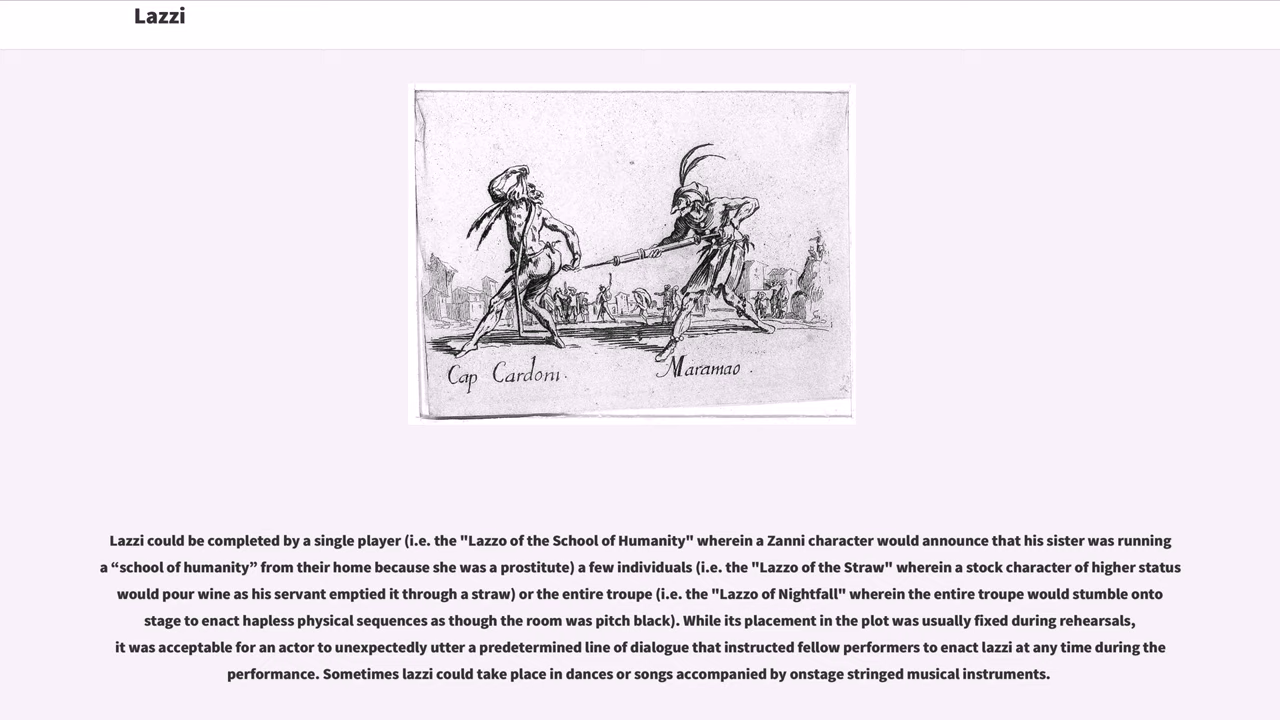 Lazzi
Cap Cardoni.
Maramao.
Lazzi could be completed by a single player (i.e. the "Lazzo of the School of Humanity" wherein a Zanni character would announce that his sister was running
a “school of humanity” from their home because she was a prostitute) a few individuals (i.e. the "Lazzo of the Straw" wherein a stock character of higher status
would pour wine as his servant emptied it through a straw) or the entire troupe (i.e. the "Lazzo of Nightfall" wherein the entire troupe would stumble onto
stage to enact hapless physical sequences as though the room was pitch black). While its placement in the plot was usually fixed during rehearsals,
it was acceptable for an actor to unexpectedly utter a predetermined line of dialogue that instructed fellow performers to enact lazzi at any time during the
performance. Sometimes lazzi could take place in dances or songs accompanied by onstage stringed musical instruments.